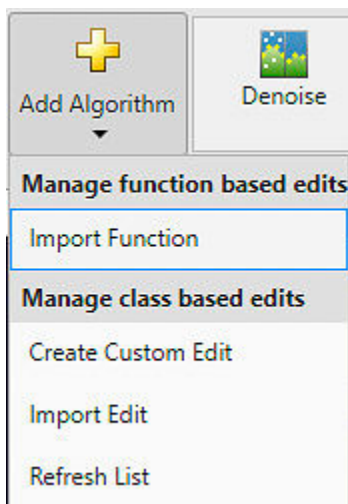 Add Algorithm
Denoise
Manage function based edits
Import Function
Manage class based edits
Create Custom Edit
Import Edit
Refresh List